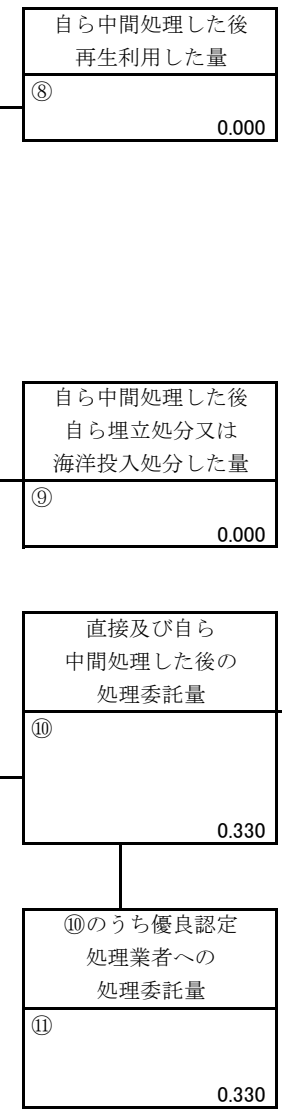 自ら中間処理した後
再生利用した量
⑧
0.000
自ら中間処理した後
自ら埋立処分又は
海洋投入処分した量
⑨
0.000
直接及び自ら
中間処理した後の
処理委託量
⑩
0.330
⑩のうち優良認定
処理業者への
処理委託量
⑪
0.330